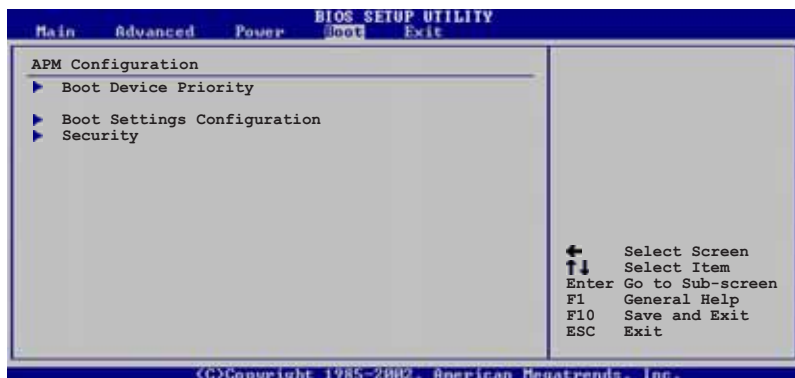 BIOS SETUP UTILITY
Main Advanced Power Boot Exit
APM Configuration
Boot Device Priority
Boot Settings Configuration
Security
← Select Screen
↑↓ Select Item
Enter Go to Sub-screen
F1 General Help
F10 Save and Exit
ESC Exit
(C)Copyright 1985-2002, American Megatrends, Inc.